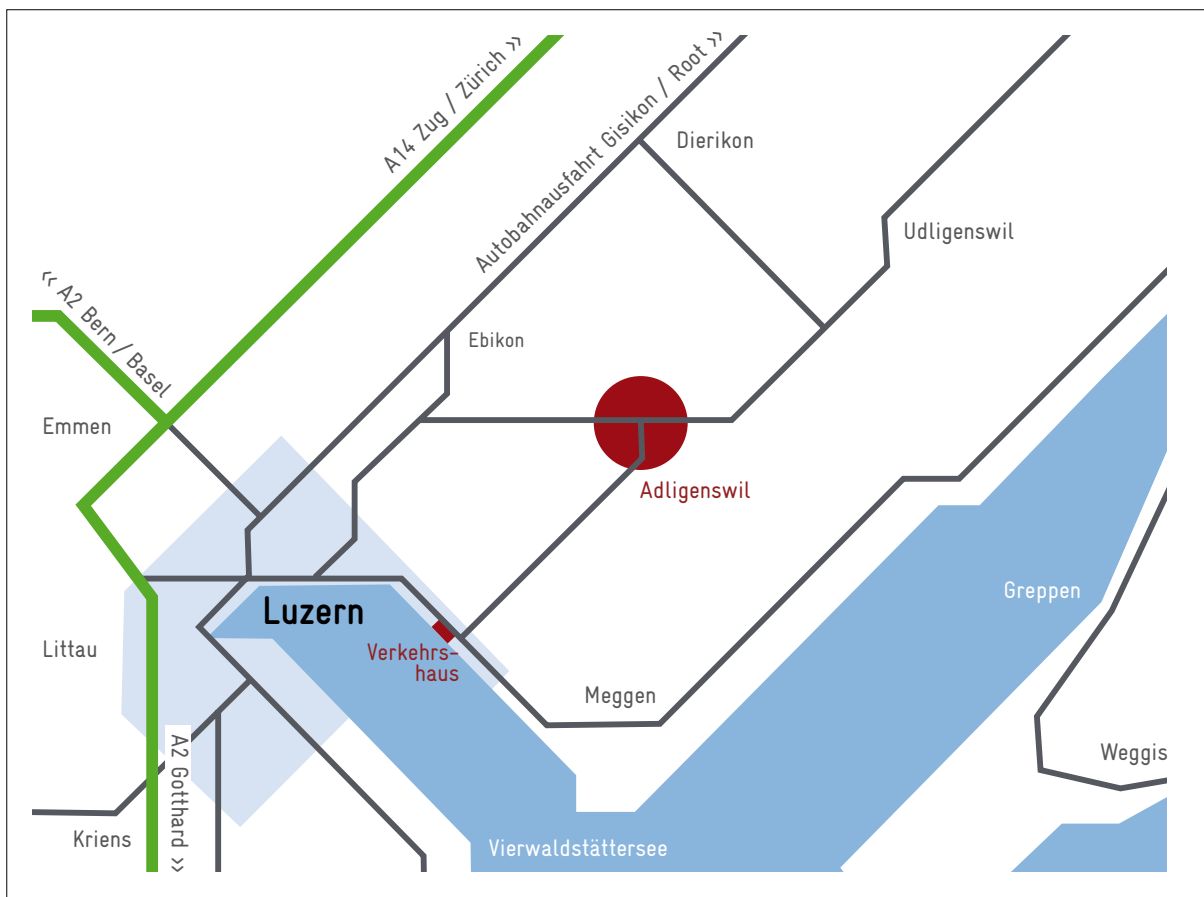 A14 Zug / Zürich >>
Autobahnausfahrt Gisikon / Root >>
Dierikon
Udligenswil
<< A2 Bern / Basel
Ebikon
Emmen
Adligenswil
Greppen
Luzern
Littau
Verkehrs-
haus
Meggen
Weggis
A2 Gotthard >>
Kriens
Vierwaldstättersee